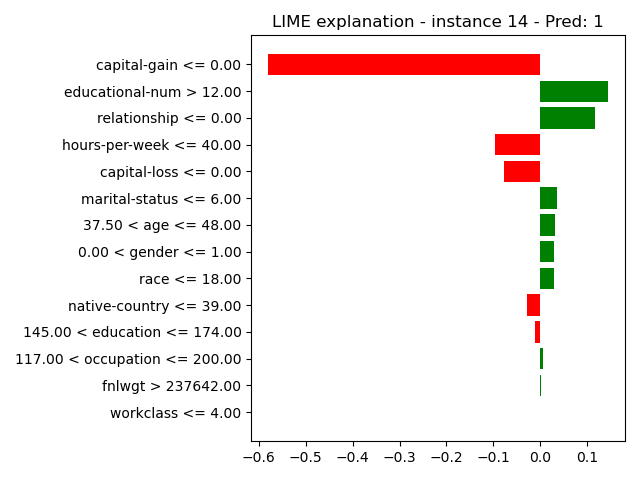 LIME explanation - instance 14 - Pred: 1
capital-gain <= 0.00
educational-num > 12.00
relationship <= 0.00
hours-per-week <= 40.00
capital-loss <= 0.00
marital-status <= 6.00
37.50 < age <= 48.00
0.00 < gender <= 1.00
race <= 18.00
native-country <= 39.00
145.00 < education <= 174.00
117.00 < occupation <= 200.00
fnlwgt > 237642.00
workclass <= 4.00
−0.6 −0.5 −0.4 −0.3 −0.2 −0.1 0.0 0.1